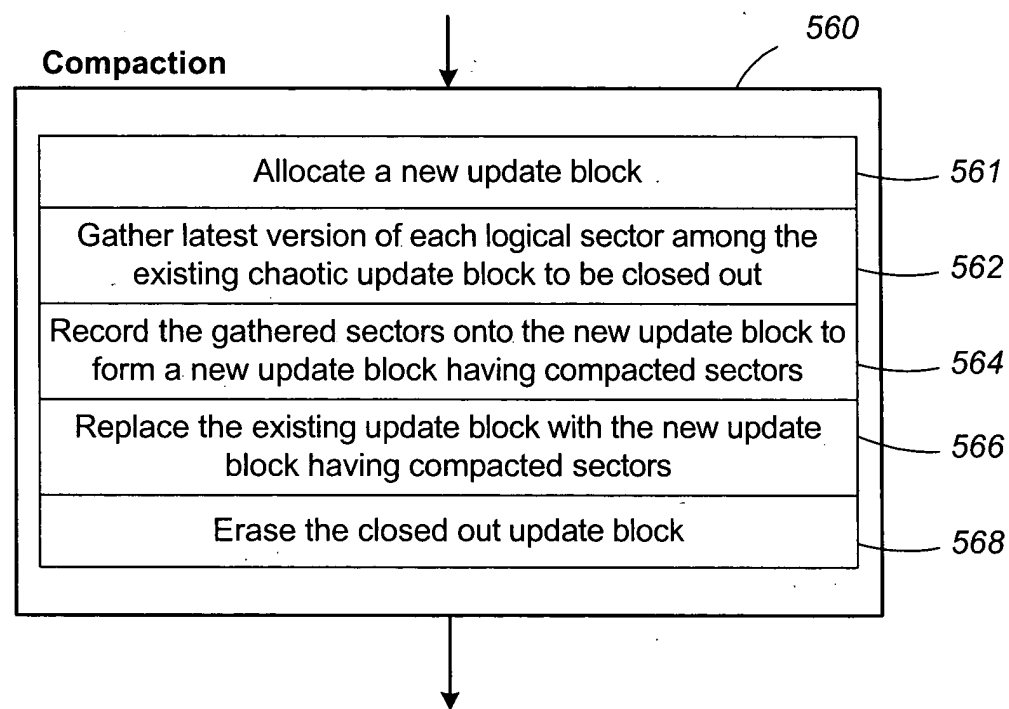 560
Compaction
Allocate a new update block
561
Gather latest version of each logical sector among the
existing chaotic update block to be closed out
562
Record the gathered sectors onto the new update block to
form a new update block having compacted sectors
564
Replace the existing update block with the new update
block having compacted sectors
566
Erase the closed out update block
568